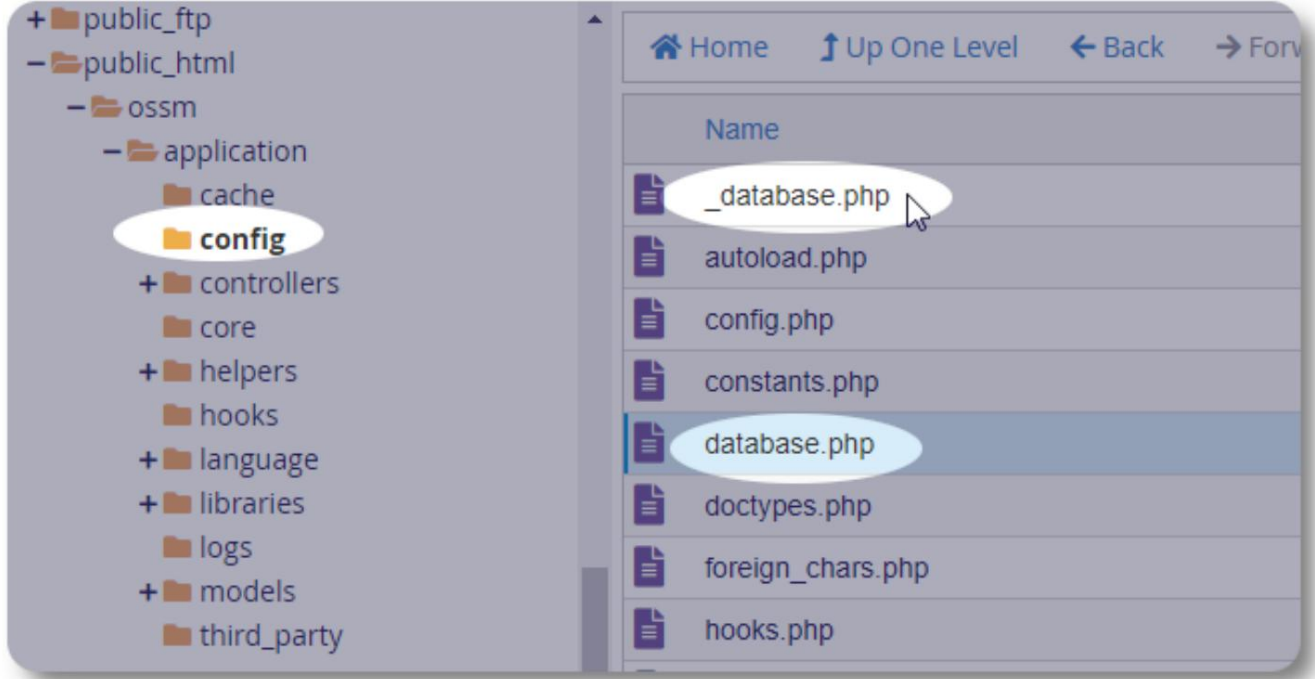 public_ftp
public_html
ossm
application
cache
config
controllers
core
helpers
hooks
language
libraries
logs
models
third_party
Home Up One Level Back Forv
Name
_database.php
autoload.php
config.php
constants.php
database.php
doctypes.php
foreign_chars.php
hooks.php